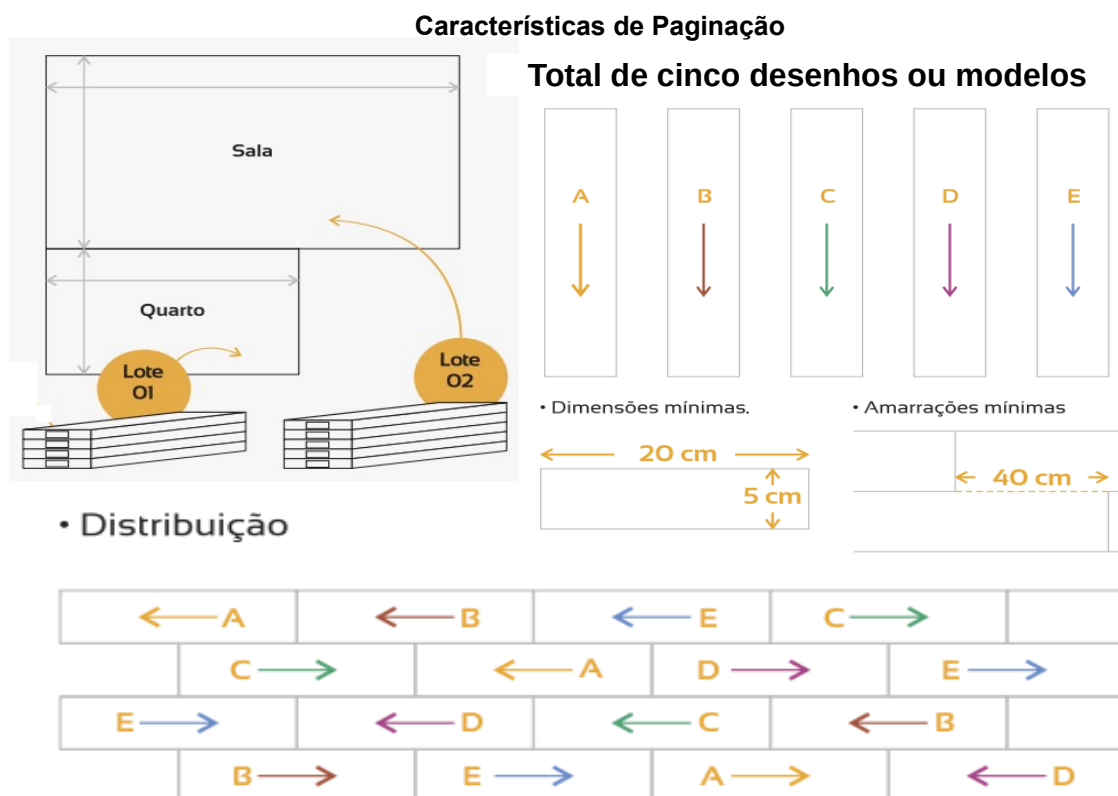 Características de Paginação
Total de cinco desenhos ou modelos
Sala
Quarto
Lote
01
Lote
02
A B C D E
• Dimensões mínimas.
20 cm
5 cm
• Amarrações mínimas
40 cm
• Distribuição
A B E C
C A D E
E D C B
B E A D